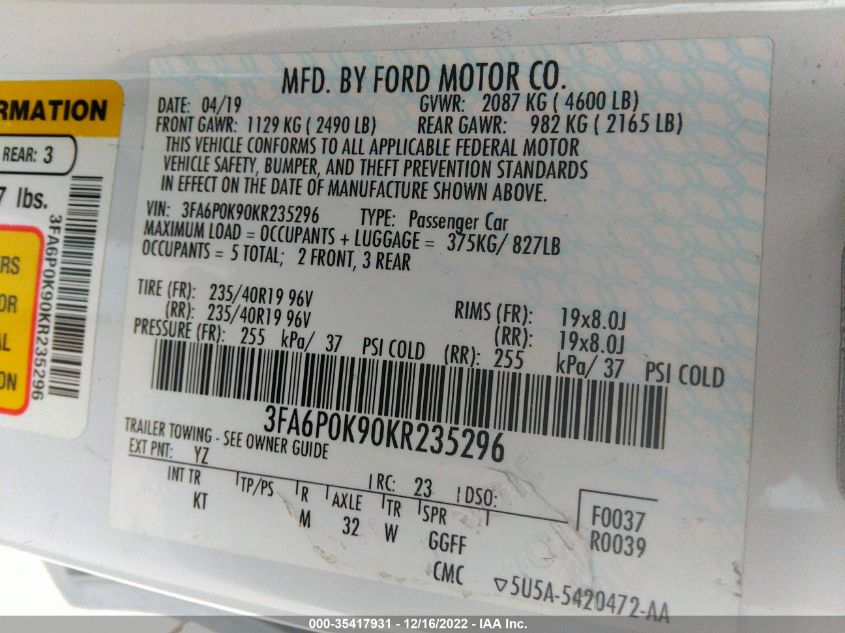 MFD. BY FORD MOTOR CO.
DATE: 04/19 GVWR: 2087 KG ( 4600 LB)
FRONT GAWR: 1129 KG ( 2490 LB) REAR GAWR: 982 KG ( 2165 LB)
THIS VEHICLE CONFORMS TO ALL APPLICABLE FEDERAL MOTOR
VEHICLE SAFETY, BUMPER, AND THEFT PREVENTION STANDARDS
IN EFFECT ON THE DATE OF MANUFACTURE SHOWN ABOVE.
VIN: 3FA6P0K90KR235296 TYPE: Passenger Car
MAXIMUM LOAD = OCCUPANTS + LUGGAGE = 375KG/ 827LB
OCCUPANTS = 5 TOTAL; 2 FRONT, 3 REAR
TIRE (FR): 235/40R19 96V RIMS (FR): 19x8.0J
(RR): 235/40R19 96V (RR): 19x8.0J
PRESSURE (FR): 255 kPa/ 37 PSI COLD (RR): 255 kPa/ 37 PSI COLD
3FA6P0K90KR235296
TRAILER TOWING - SEE OWNER GUIDE
EXT PNT: YZ RC: 23 DSO:
INT TR TP/PS R AXLE TR SPR
KT M 32 W GGFF
CMC
F0037
R0039
5U5A-5420472-AA
RMATION
REAR: 3
7 lbs.
3FA6P0K90KR235296
ERS
OR
AL
ON
000-35417931 - 12/16/2022 - IAA Inc.